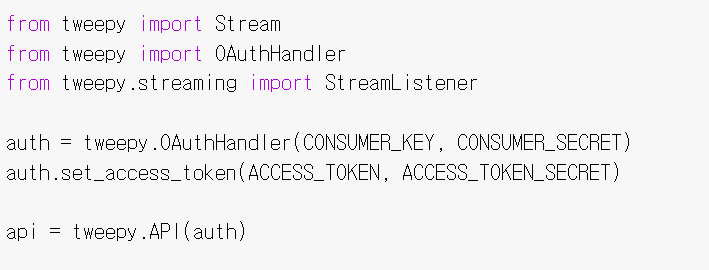 from tweepy import Stream
from tweepy import OAuthHandler
from tweepy.streaming import StreamListener
auth = tweepy.OAuthHandler(CONSUMER_KEY, CONSUMER_SECRET)
auth.set_access_token(ACCESS_TOKEN, ACCESS_TOKEN_SECRET)
api = tweepy.API(auth)